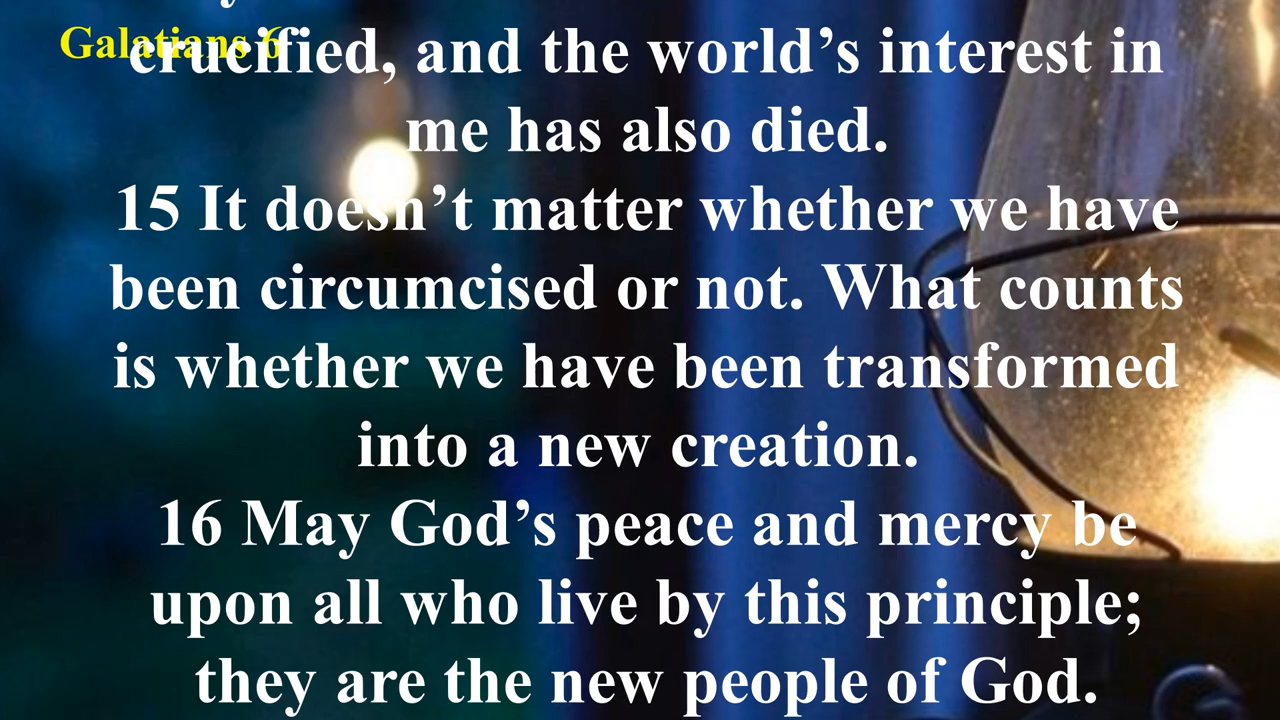 Galatians 6
crucified, and the world’s interest in
me has also died.
15 It doesn’t matter whether we have
been circumcised or not. What counts
is whether we have been transformed
into a new creation.
16 May God’s peace and mercy be
upon all who live by this principle;
they are the new people of God.